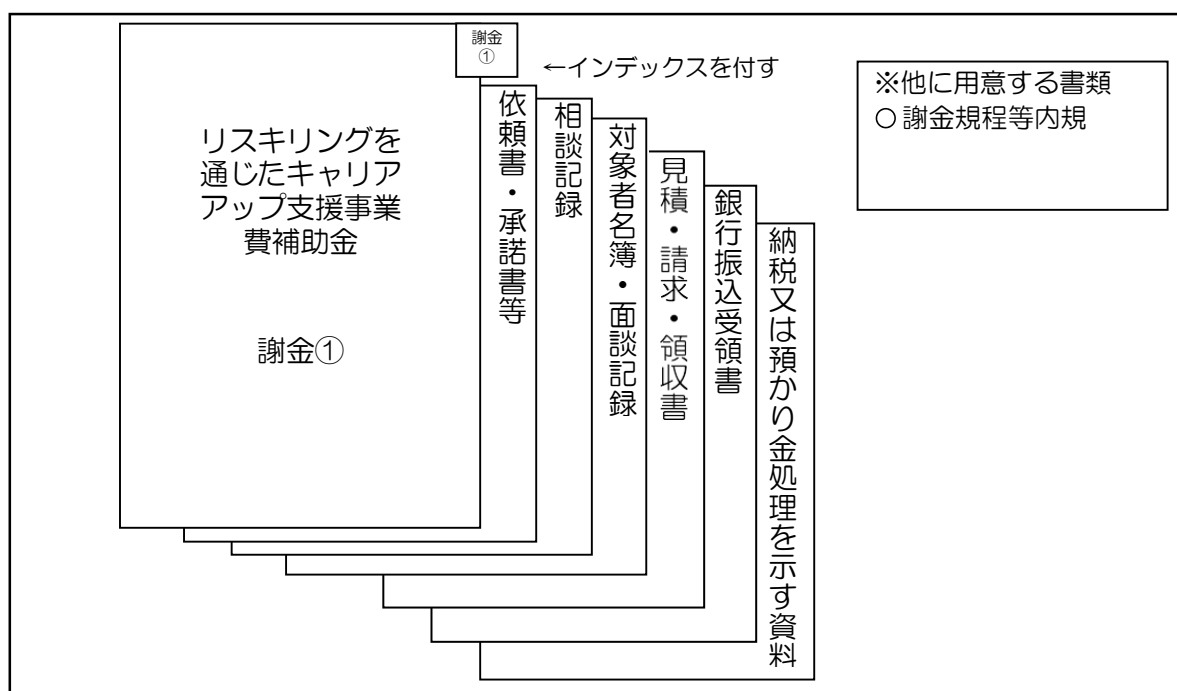 謝金
①
←インデックスを付す
※他に用意する書類
○謝金規程等内規
リスキリングを
通じたキャリア
アップ支援事業
費補助金
謝金①
依頼書・承諾書等
相談記録
対象者名簿・面談記録
見積・請求・領収書
銀行振込受領書
納税又は預かり金処理を示す資料